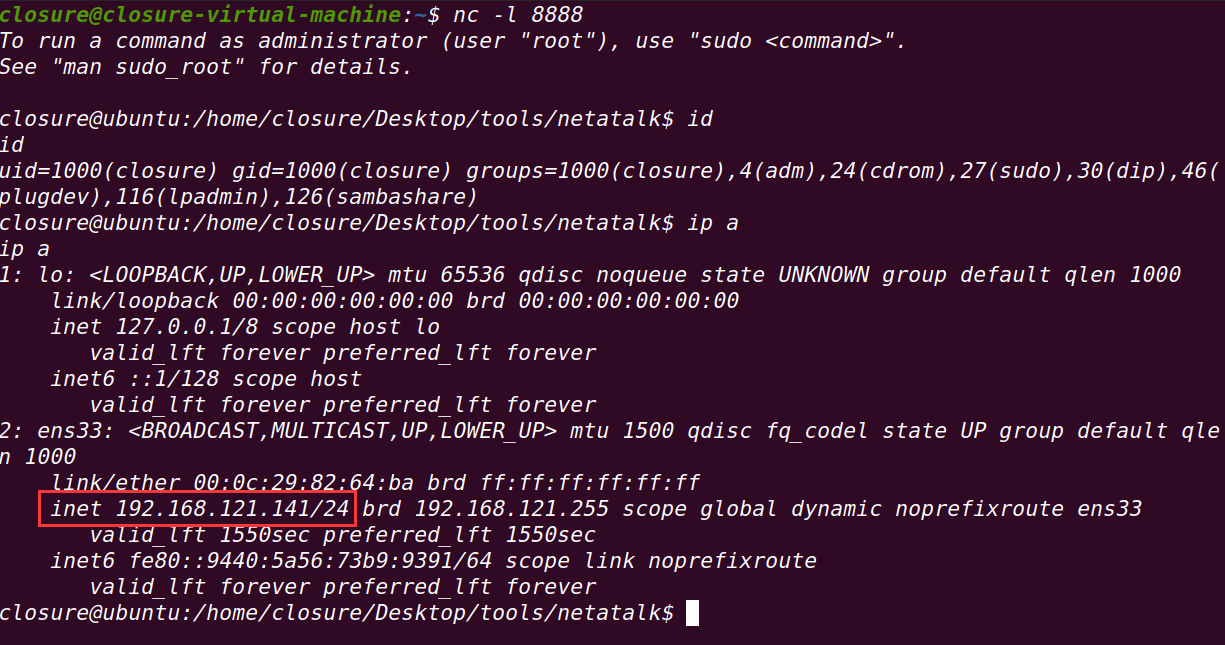 closure@closure-virtual-machine:~$ nc -l 8888
To run a command as administrator (user "root"), use "sudo <command>".
See "man sudo_root" for details.
closure@ubuntu:/home/closure/Desktop/tools/netatalk$ id
id
uid=1000(closure) gid=1000(closure) groups=1000(closure),4(adm),24(cdrom),27(sudo),30(dip),46(
plugdev),116(lpadmin),126(sambashare)
closure@ubuntu:/home/closure/Desktop/tools/netatalk$ ip a
ip a
1: lo: <LOOPBACK,UP,LOWER_UP> mtu 65536 qdisc noqueue state UNKNOWN group default qlen 1000
    link/loopback 00:00:00:00:00:00 brd 00:00:00:00:00:00
    inet 127.0.0.1/8 scope host lo
       valid_lft forever preferred_lft forever
    inet6 ::1/128 scope host
       valid_lft forever preferred_lft forever
2: ens33: <BROADCAST,MULTICAST,UP,LOWER_UP> mtu 1500 qdisc fq_codel state UP group default qle
n 1000
    link/ether 00:0c:29:82:64:ba brd ff:ff:ff:ff:ff:ff
    inet 192.168.121.141/24 brd 192.168.121.255 scope global dynamic noprefixroute ens33
       valid_lft 1550sec preferred_lft 1550sec
    inet6 fe80::9440:5a56:73b9:9391/64 scope link noprefixroute
       valid_lft forever preferred_lft forever
closure@ubuntu:/home/closure/Desktop/tools/netatalk$